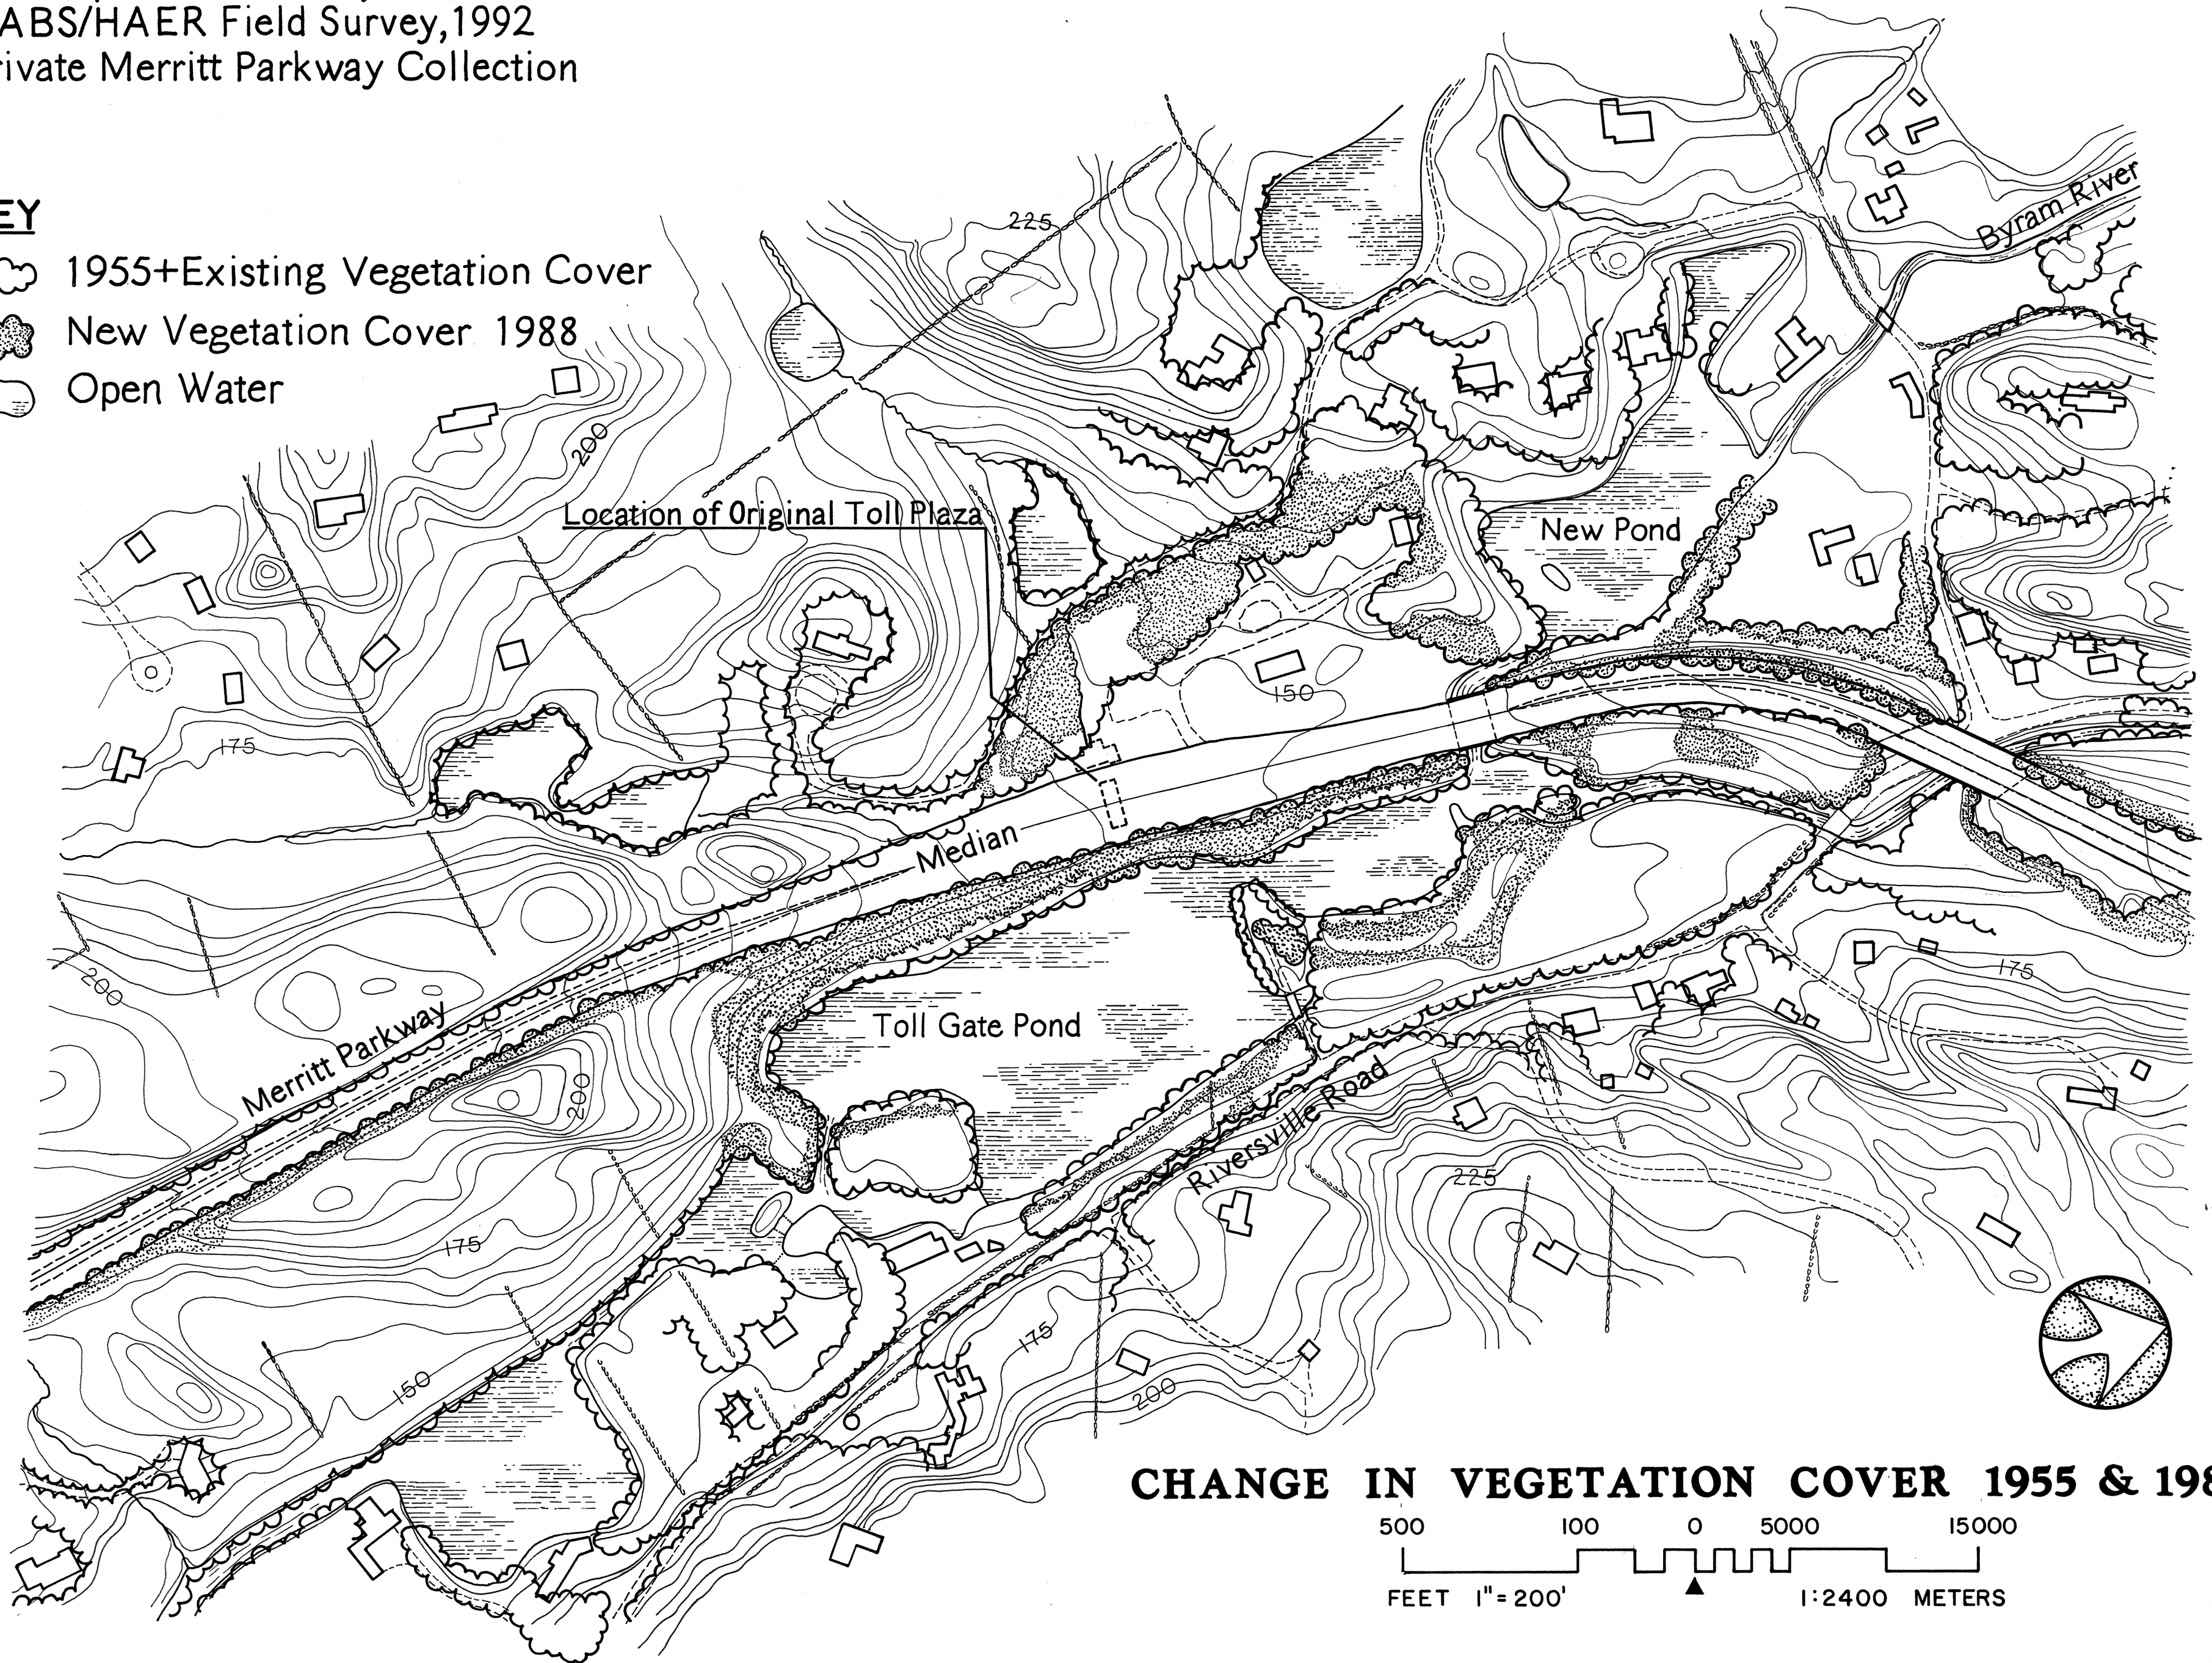 ABS/HAER Field Survey, 1992
rivate Merritt Parkway Collection
EY
1955+Existing Vegetation Cover
New Vegetation Cover 1988
Open Water
225
Byram River
200
Location of Original Toll Plaza
New Pond
150
175
Median
200
Merritt Parkway
175
Toll Gate Pond
200
Riversville Road
225
175
175
150
200
CHANGE IN VEGETATION COVER 1955 & 198
500 100 0 5000 15000
FEET 1"=200' 1:2400 METERS